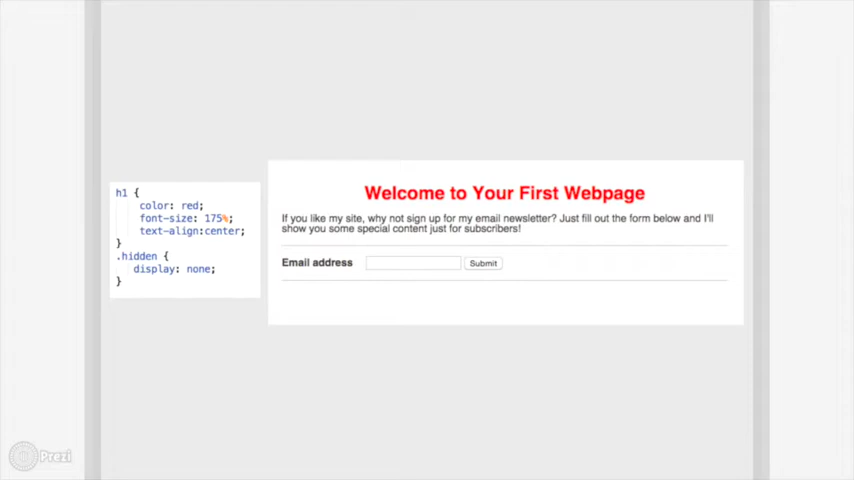 h1 {
color: red;
font-size: 175%;
text-align:center;
}
.hidden {
display: none;
}
Welcome to Your First Webpage
If you like my site, why not sign up for my email newsletter? Just fill out the form below and I'll
show you some special content just for subscribers!
Email address
Submit
Prezi